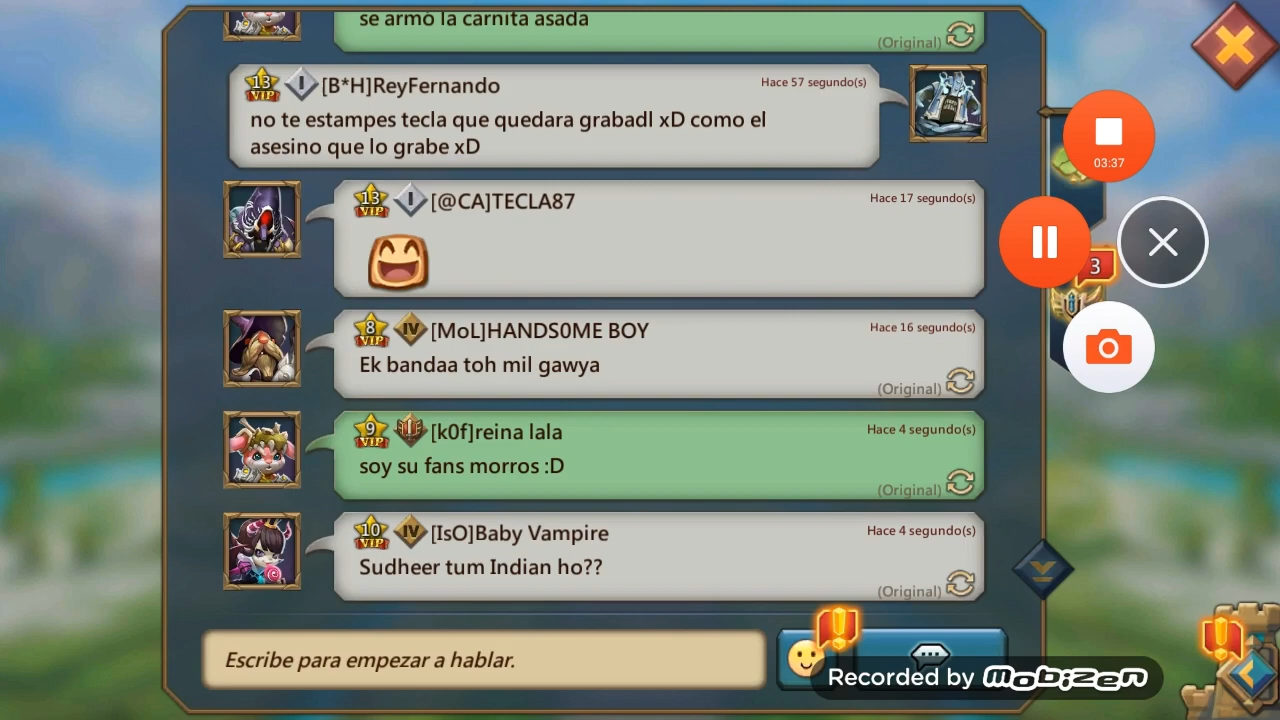 se armó la carnita asada
(Original)
13 VIP I [B*H]ReyFernando Hace 57 segundo(s)
no te estampes tecla que quedara grabadl xD como el
asesino que lo grabe xD
13 VIP I [@CA]TECLA87 Hace 17 segundo(s)
8 VIP IV [MoL]HANDS0ME BOY Hace 16 segundo(s)
Ek bandaa toh mil gawya
(Original)
9 VIP [k0f]reina lala Hace 4 segundo(s)
soy su fans morros :D
(Original)
10 VIP IV [IsO]Baby Vampire Hace 4 segundo(s)
Sudheer tum Indian ho??
(Original)
Escribe para empezar a hablar.
03:37
3
Recorded by mobizen